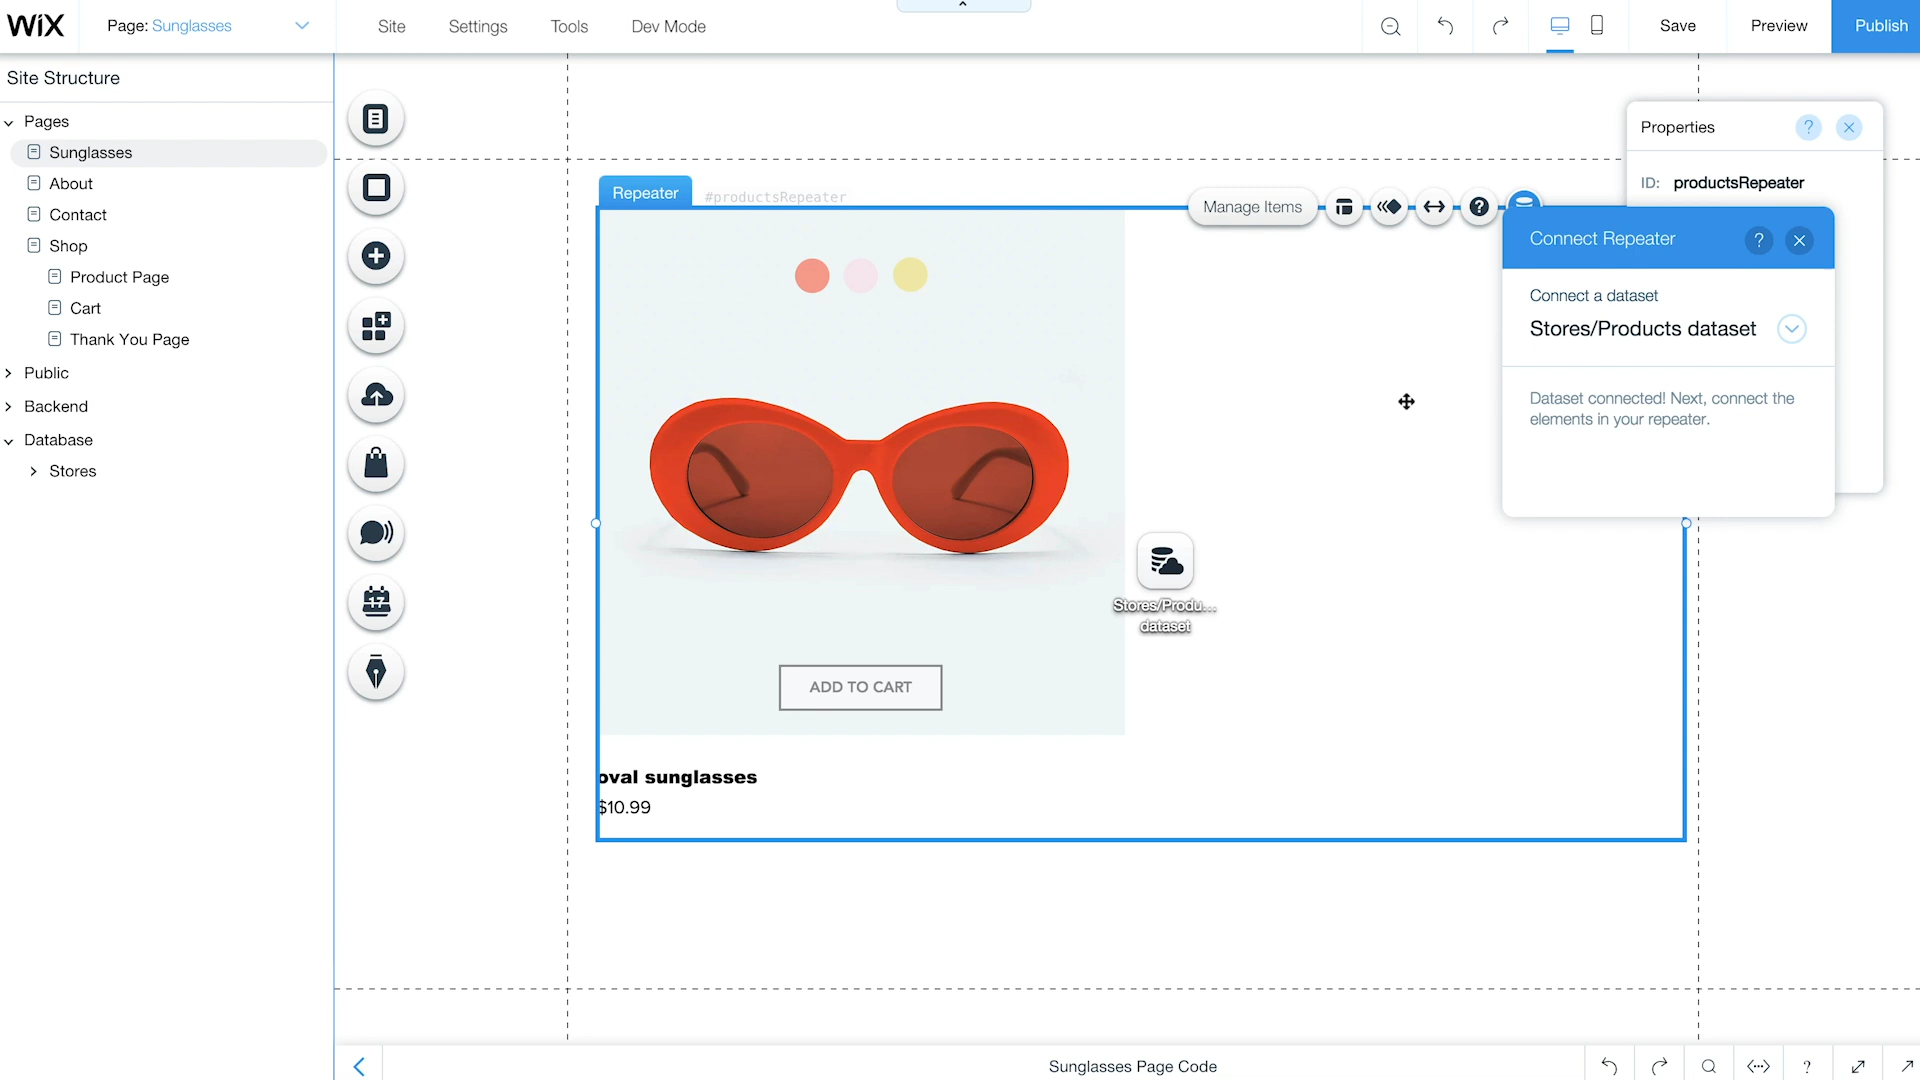 WiX
Page: Sunglasses
Site
Settings
Tools
Dev Mode
Save
Preview
Publish
Site Structure
Pages
Sunglasses
About
Contact
Shop
Product Page
Cart
Thank You Page
Public
Backend
Database
Stores
17
Repeater
#productsRepeater
Manage Items
?
ADD TO CART
oval sunglasses
$10.99
Stores/Produ...
dataset
Properties
?
ID: productsRepeater
Connect Repeater
?
Connect a dataset
Stores/Products dataset
Dataset connected! Next, connect the
elements in your repeater.
Sunglasses Page Code
?